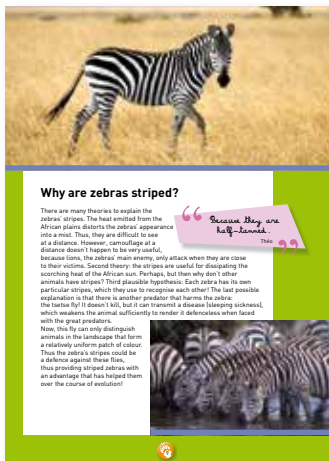 Why are zebras striped?
There are many theories to explain the
zebras' stripes. The heat emitted from the
African plains distorts the zebras' appearance
into a mist. Thus, they are difficult to see
at a distance. However, camouflage at a
distance doesn't happen to be very useful,
because lions, the zebras' main enemy, only attack when they are close
to their victims. Second theory: the stripes are useful for dissipating the
scorching heat of the African sun. Perhaps, but then why don't other
animals have stripes? Third plausible hypothesis: Each zebra has its own
particular stripes, which they use to recognise each other! The last possible
explanation is that there is another predator that harms the zebra:
the tsetse fly! It doesn't kill, but it can transmit a disease (sleeping sickness),
which weakens the animal sufficiently to render it defenceless when faced
with the great predators.
Now, this fly can only distinguish
animals in the landscape that form
a relatively uniform patch of colour.
Thus the zebra's stripes could be
a defence against these flies,
thus providing striped zebras with
an advantage that has helped them
over the course of evolution!
“Because they are
half-tanned.”
Théo